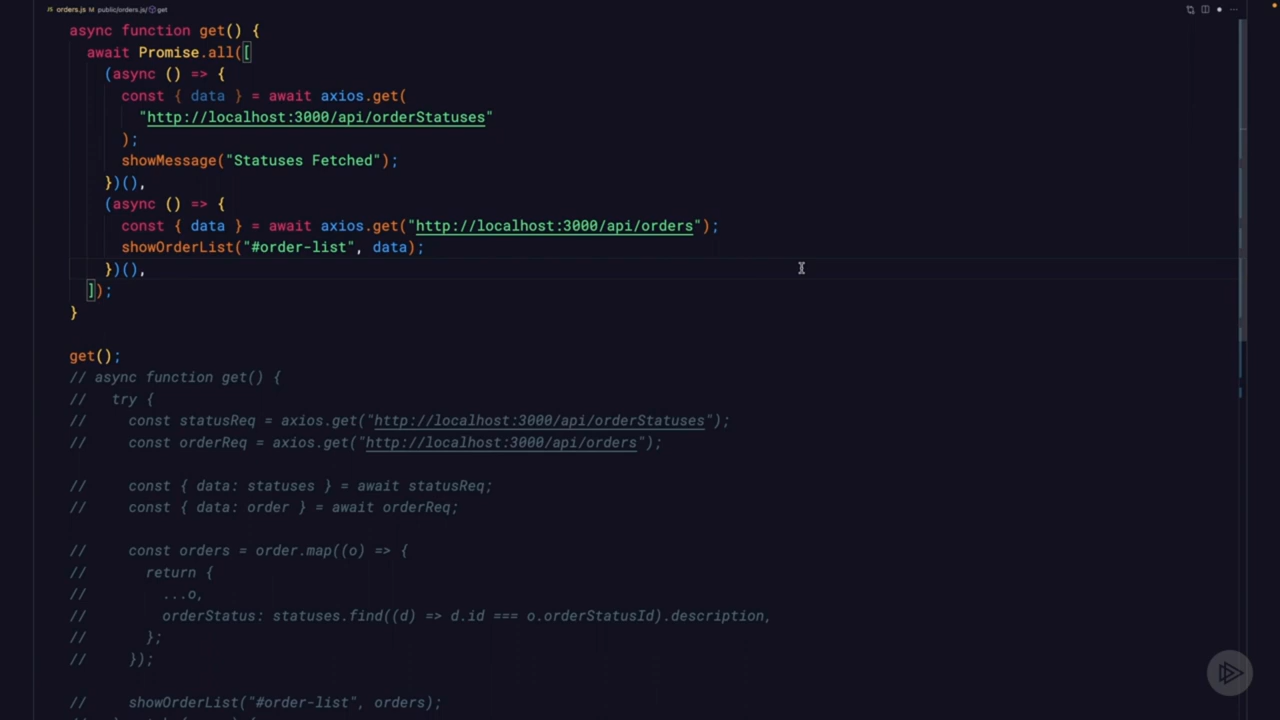 orders.js M public/orders.js/get
async function get() {
await Promise.all([
(async () => {
const { data } = await axios.get(
"http://localhost:3000/api/orderStatuses"
);
showMessage("Statuses Fetched");
})(),
(async () => {
const { data } = await axios.get("http://localhost:3000/api/orders");
showOrderList("#order-list", data);
})(),
]);
}
get();
// async function get() {
// try {
// const statusReq = axios.get("http://localhost:3000/api/orderStatuses");
// const orderReq = axios.get("http://localhost:3000/api/orders");
// const { data: statuses } = await statusReq;
// const { data: order } = await orderReq;
// const orders = order.map((o) => {
// return {
// ...o,
// orderStatus: statuses.find((d) => d.id === o.orderStatusId).description,
// };
// });
// showOrderList("#order-list", orders);